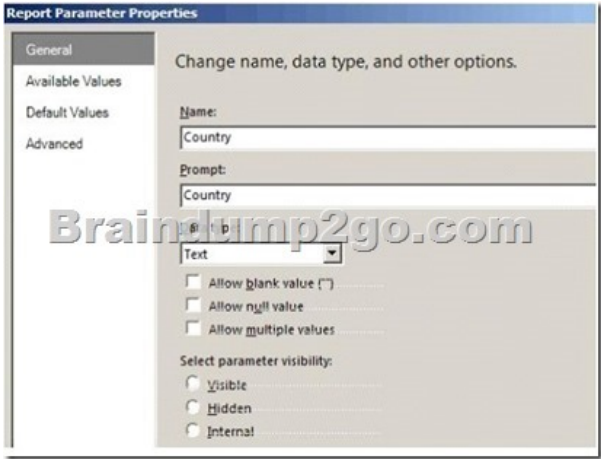 Report Parameter Properties
General
Available Values
Default Values
Advanced
Change name, data type, and other options.
Name:
Country
Prompt:
Country
Braindump2go.com
Text
Allow blank value ("")
Allow null value
Allow multiple values
Select parameter visibility:
Visible
Hidden
Internal